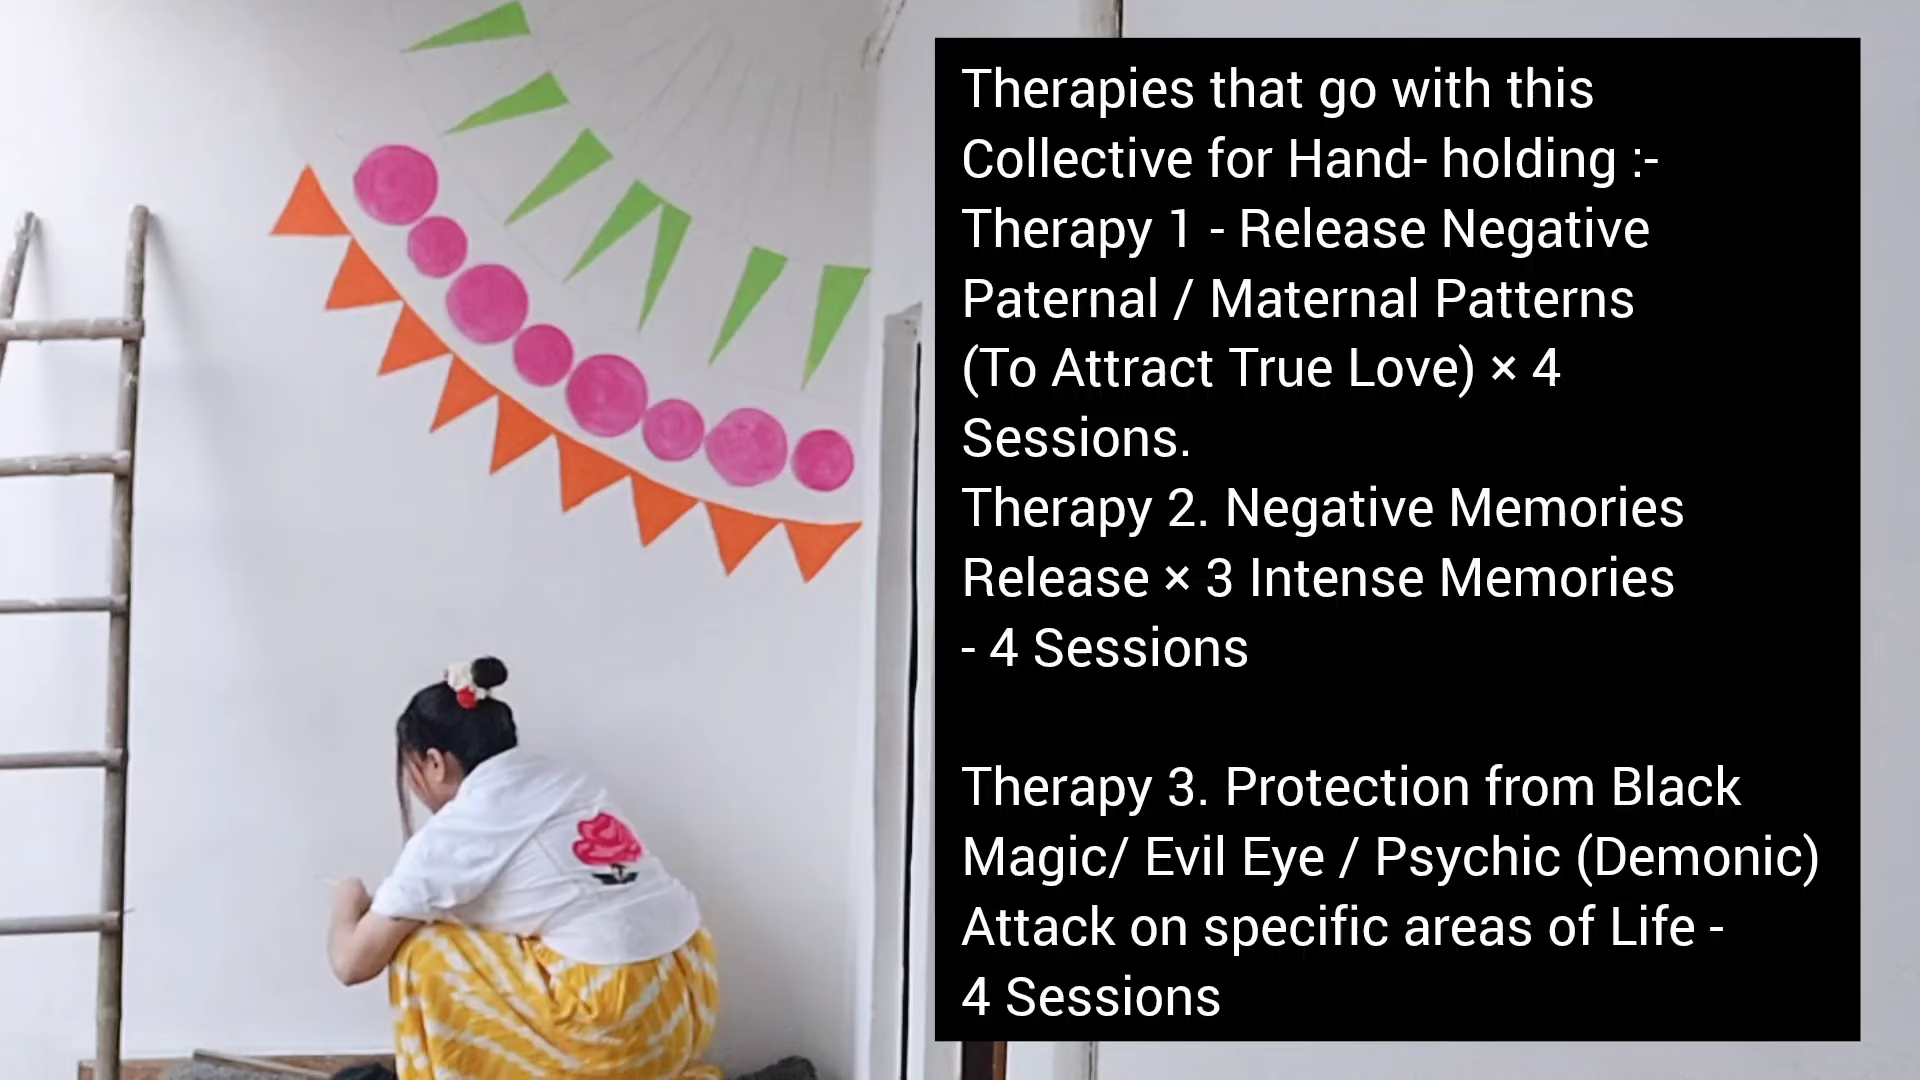 Therapies that go with this
Collective for Hand- holding :-
Therapy 1 - Release Negative
Paternal / Maternal Patterns
(To Attract True Love) × 4
Sessions.
Therapy 2. Negative Memories
Release × 3 Intense Memories
- 4 Sessions
Therapy 3. Protection from Black
Magic/ Evil Eye / Psychic (Demonic)
Attack on specific areas of Life -
4 Sessions